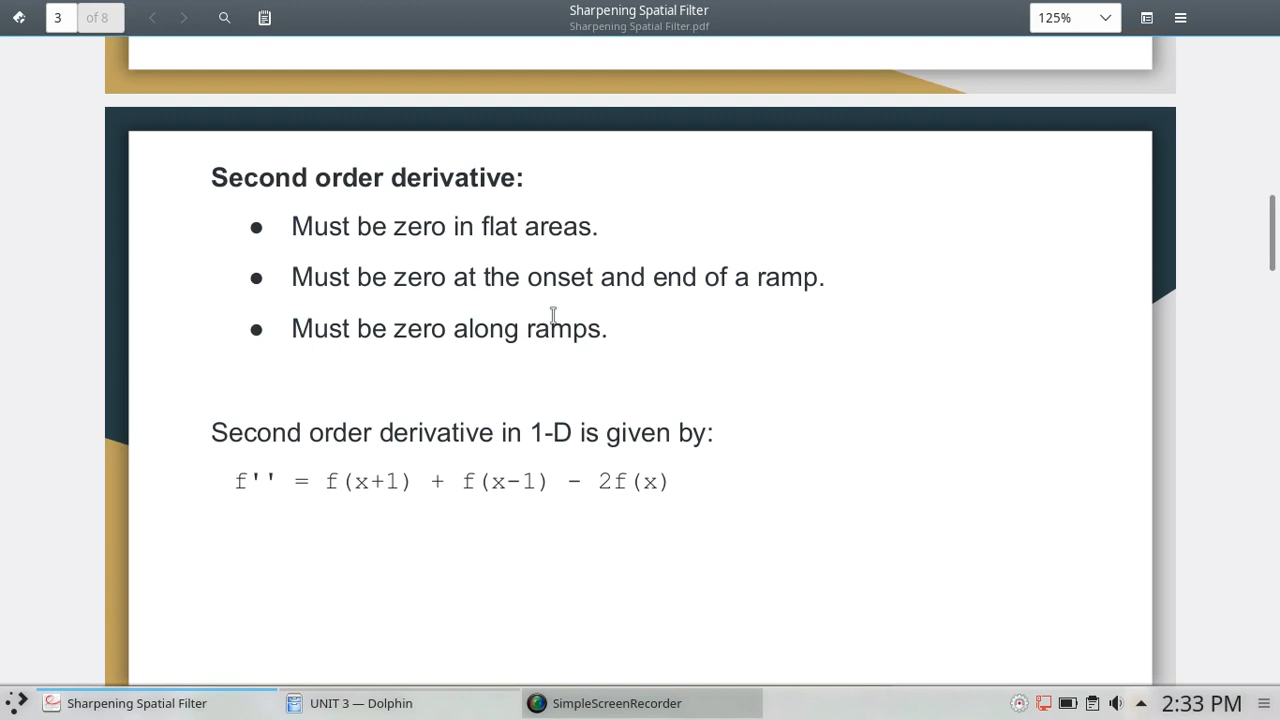 3
of 8
Sharpening Spatial Filter
Sharpening Spatial Filter.pdf
125%
Second order derivative:
● Must be zero in flat areas.
● Must be zero at the onset and end of a ramp.
● Must be zero along ramps.
Second order derivative in 1-D is given by:
f'' = f(x+1) + f(x-1) - 2f(x)
Sharpening Spatial Filter
UNIT 3 — Dolphin
SimpleScreenRecorder
2:33 PM